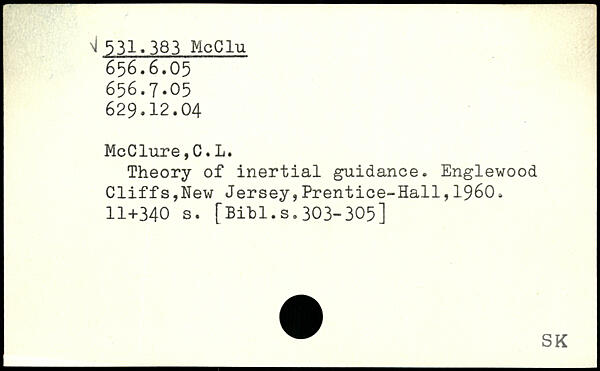 √ 531.383 McClu
656.6.05
656.7.05
629.12.04
McClure,C.L.
Theory of inertial guidance. Englewood
Cliffs,New Jersey,Prentice-Hall,1960.
11+340 s. [Bibl.s.303-305]
SK